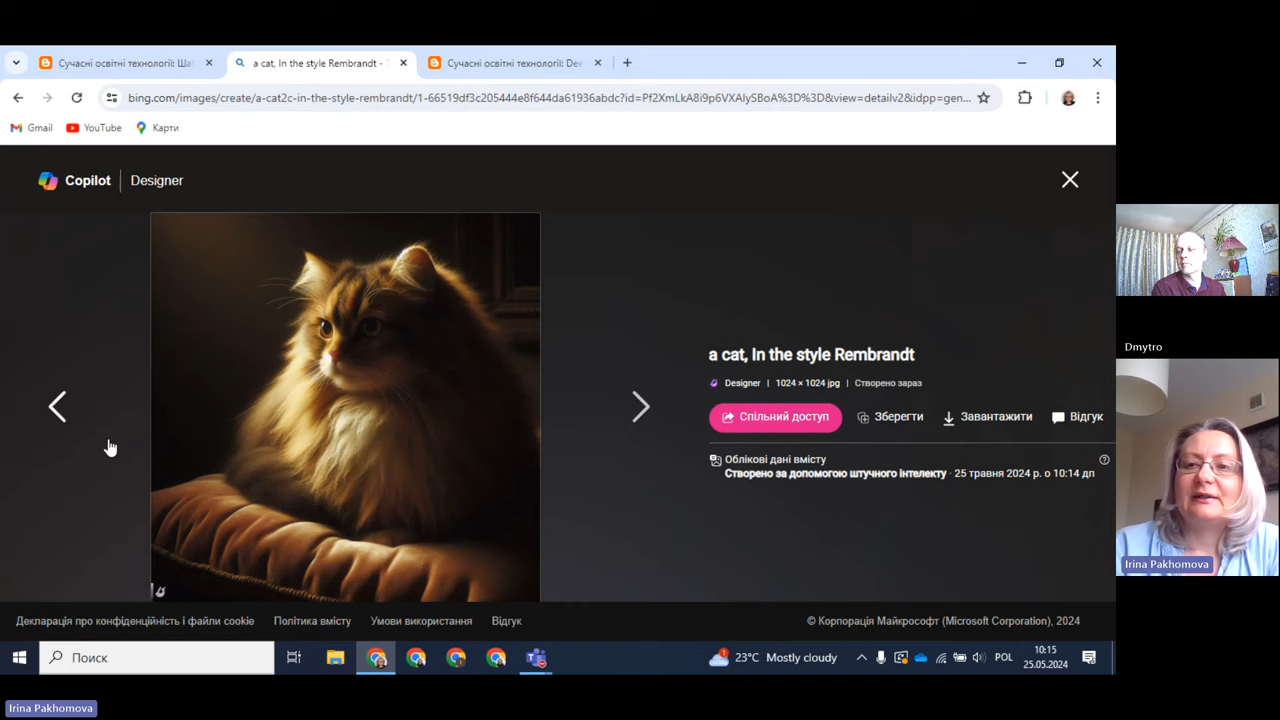 Сучасні освітні технології: Шаб
a cat, In the style Rembrandt -
Сучасні освітні технології: Dee
bing.com/images/create/a-cat2c-in-the-style-rembrandt/1-66519df3c205444e8f644da61936abdc?id=Pf2XmLkA8i9p6VXAlySBoA%3D%3D&view=detailv2&idpp=gen...
Gmail
YouTube
Карти
Copilot | Designer
Dmytro
a cat, In the style Rembrandt
Designer | 1024 × 1024 jpg | Створено зараз
Спільний доступ
Зберегти
Завантажити
Відгук
Облікові дані вмісту
Створено за допомогою штучного інтелекту · 25 травня 2024 р. о 10:14 дп
Irina Pakhomova
Декларація про конфіденційність і файли cookie
Політика вмісту
Умови використання
Відгук
© Корпорація Майкрософт (Microsoft Corporation), 2024
Поиск
23°C Mostly cloudy
POL
10:15
25.05.2024
Irina Pakhomova